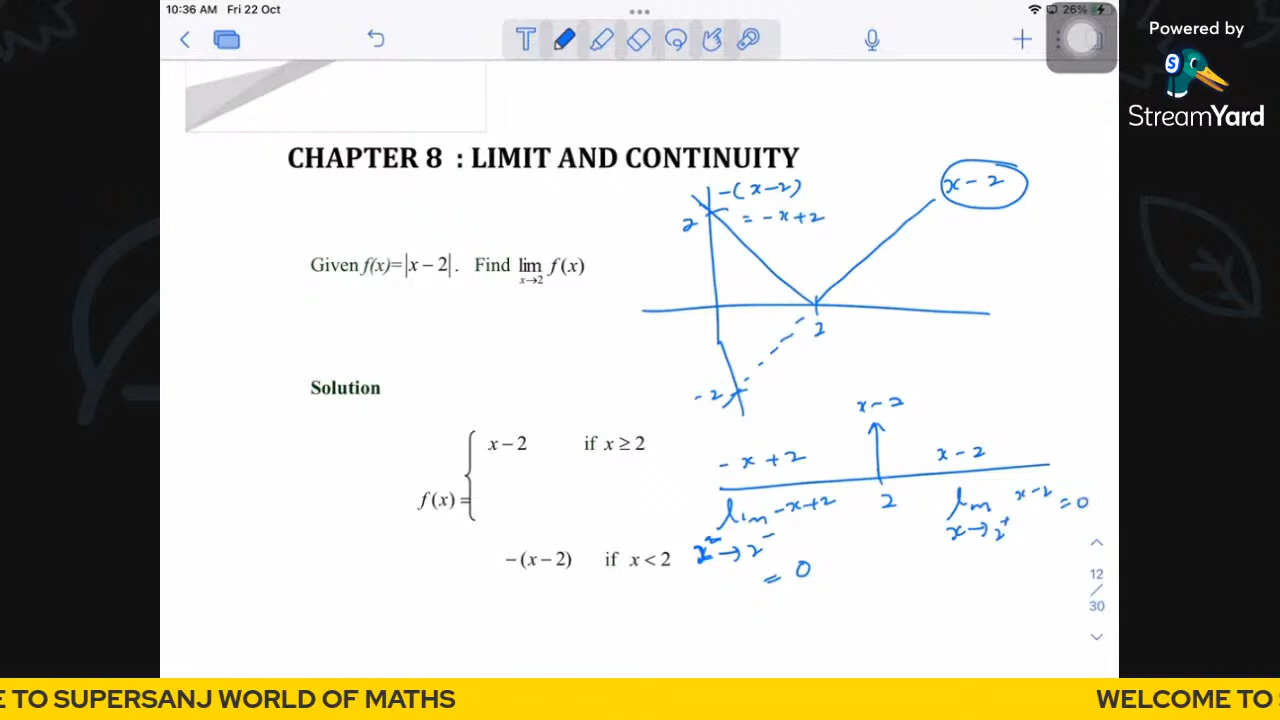 10:36 AM Fri 22 Oct
26%
Powered by
StreamYard
CHAPTER 8 : LIMIT AND CONTINUITY
-(x-2)
= -x+2
x-2
2
Given f(x)=|x-2|. Find lim f(x)
x→2
2
Solution
-2
x-2
x-2 if x≥2
-x+2
x-2
f(x)=
lim -x+2
2
lim x-2 =0
x→2⁻
x→2⁺
-(x-2) if x<2
= 0
12
/
30
E TO SUPERSANJ WORLD OF MATHS
WELCOME TO